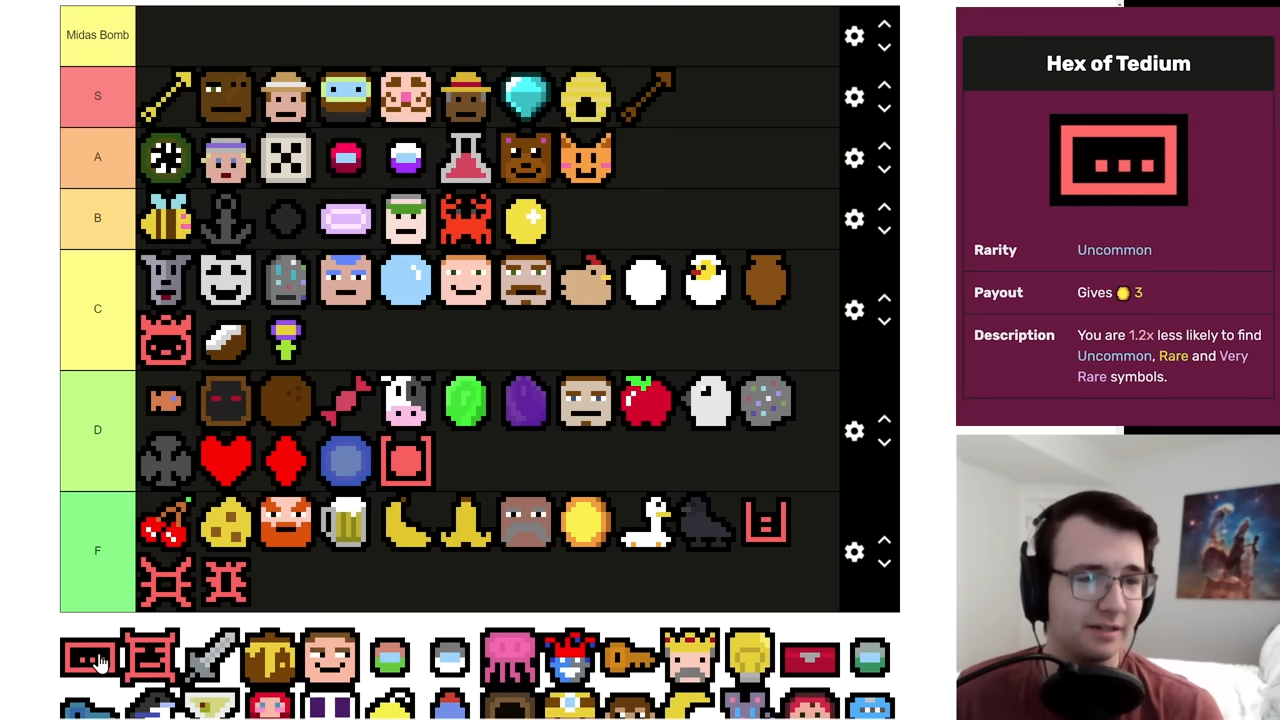 Midas Bomb
S
A
B
C
D
F
Hex of Tedium
Rarity Uncommon
Payout Gives 3
Description You are 1.2x less likely to find
Uncommon, Rare and Very
Rare symbols.